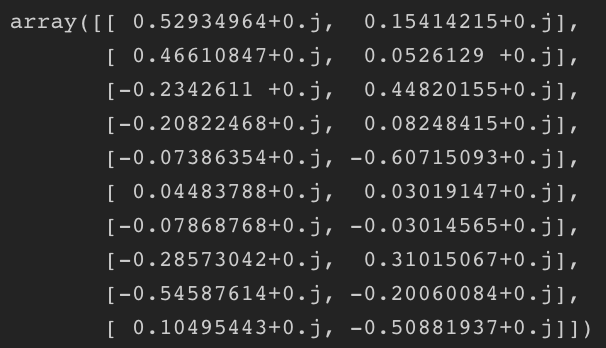 array([[ 0.52934964+0.j,  0.15414215+0.j],
       [ 0.46610847+0.j,  0.0526129 +0.j],
       [-0.2342611 +0.j,  0.44820155+0.j],
       [-0.20822468+0.j,  0.08248415+0.j],
       [-0.07386354+0.j, -0.60715093+0.j],
       [ 0.04483788+0.j,  0.03019147+0.j],
       [-0.07868768+0.j, -0.03014565+0.j],
       [-0.28573042+0.j,  0.31015067+0.j],
       [-0.54587614+0.j, -0.20060084+0.j],
       [ 0.10495443+0.j, -0.50881937+0.j]])